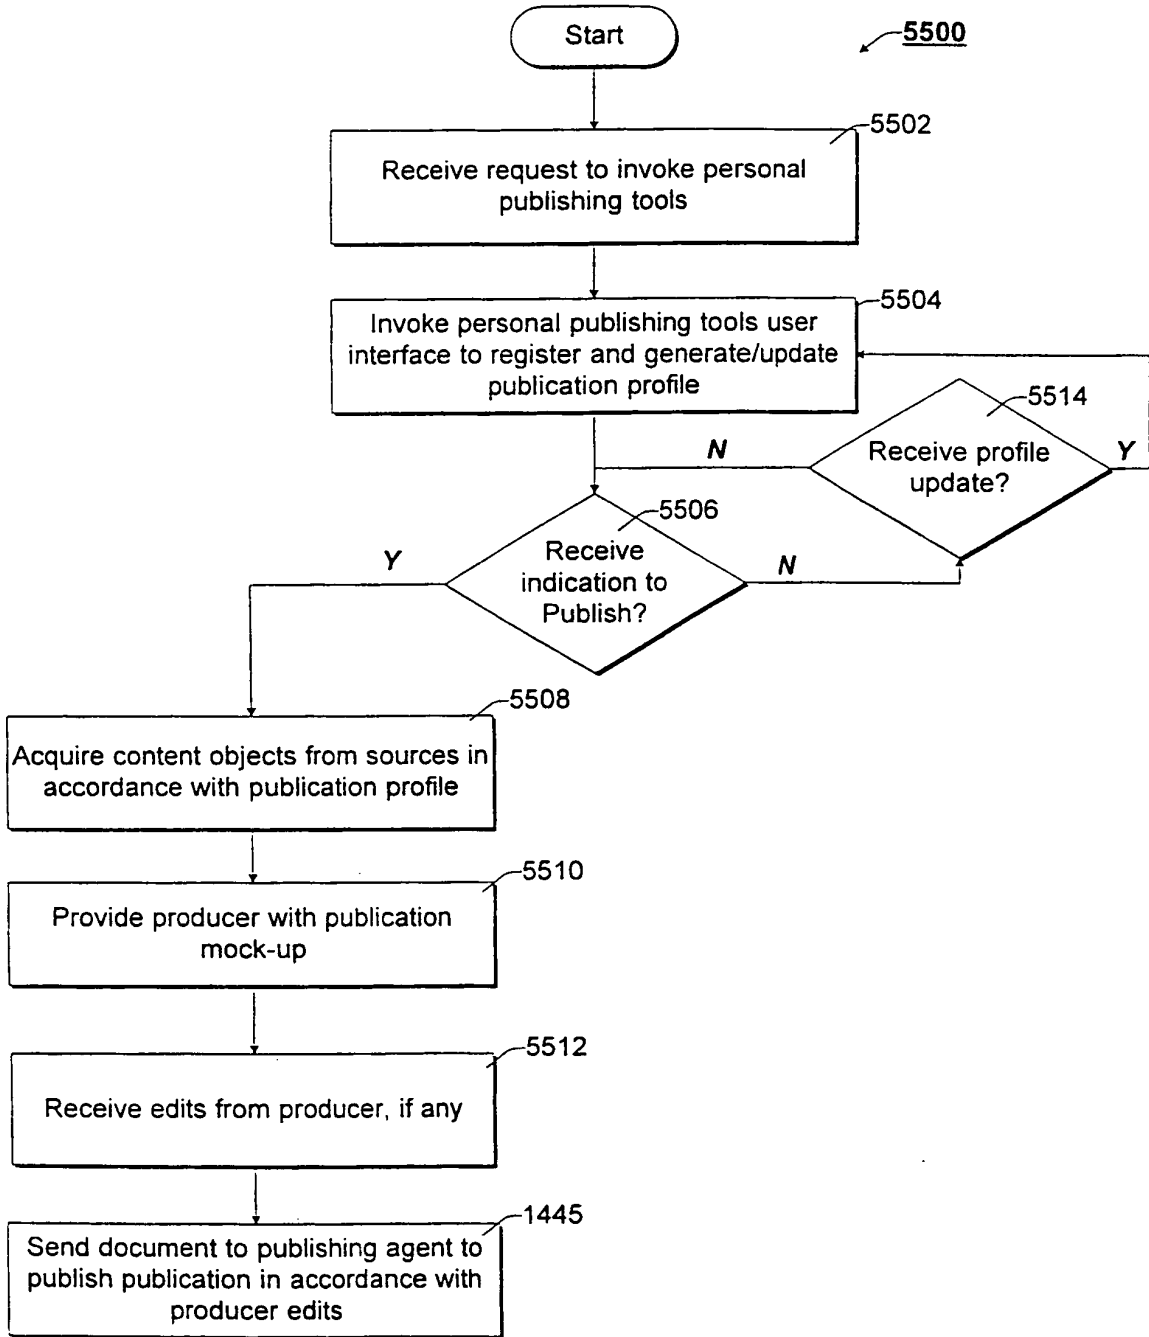 Start
5500
5502
Receive request to invoke personal
publishing tools
5504
Invoke personal publishing tools user
interface to register and generate/update
publication profile
5514
Receive profile
update?
N
Y
5506
Receive
indication to
Publish?
Y
N
5508
Acquire content objects from sources in
accordance with publication profile
5510
Provide producer with publication
mock-up
5512
Receive edits from producer, if any
1445
Send document to publishing agent to
publish publication in accordance with
producer edits